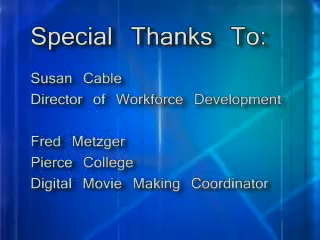 Special Thanks To:
Susan Cable
Director of Workforce Development
Fred Metzger
Pierce College
Digital Movie Making Coordinator